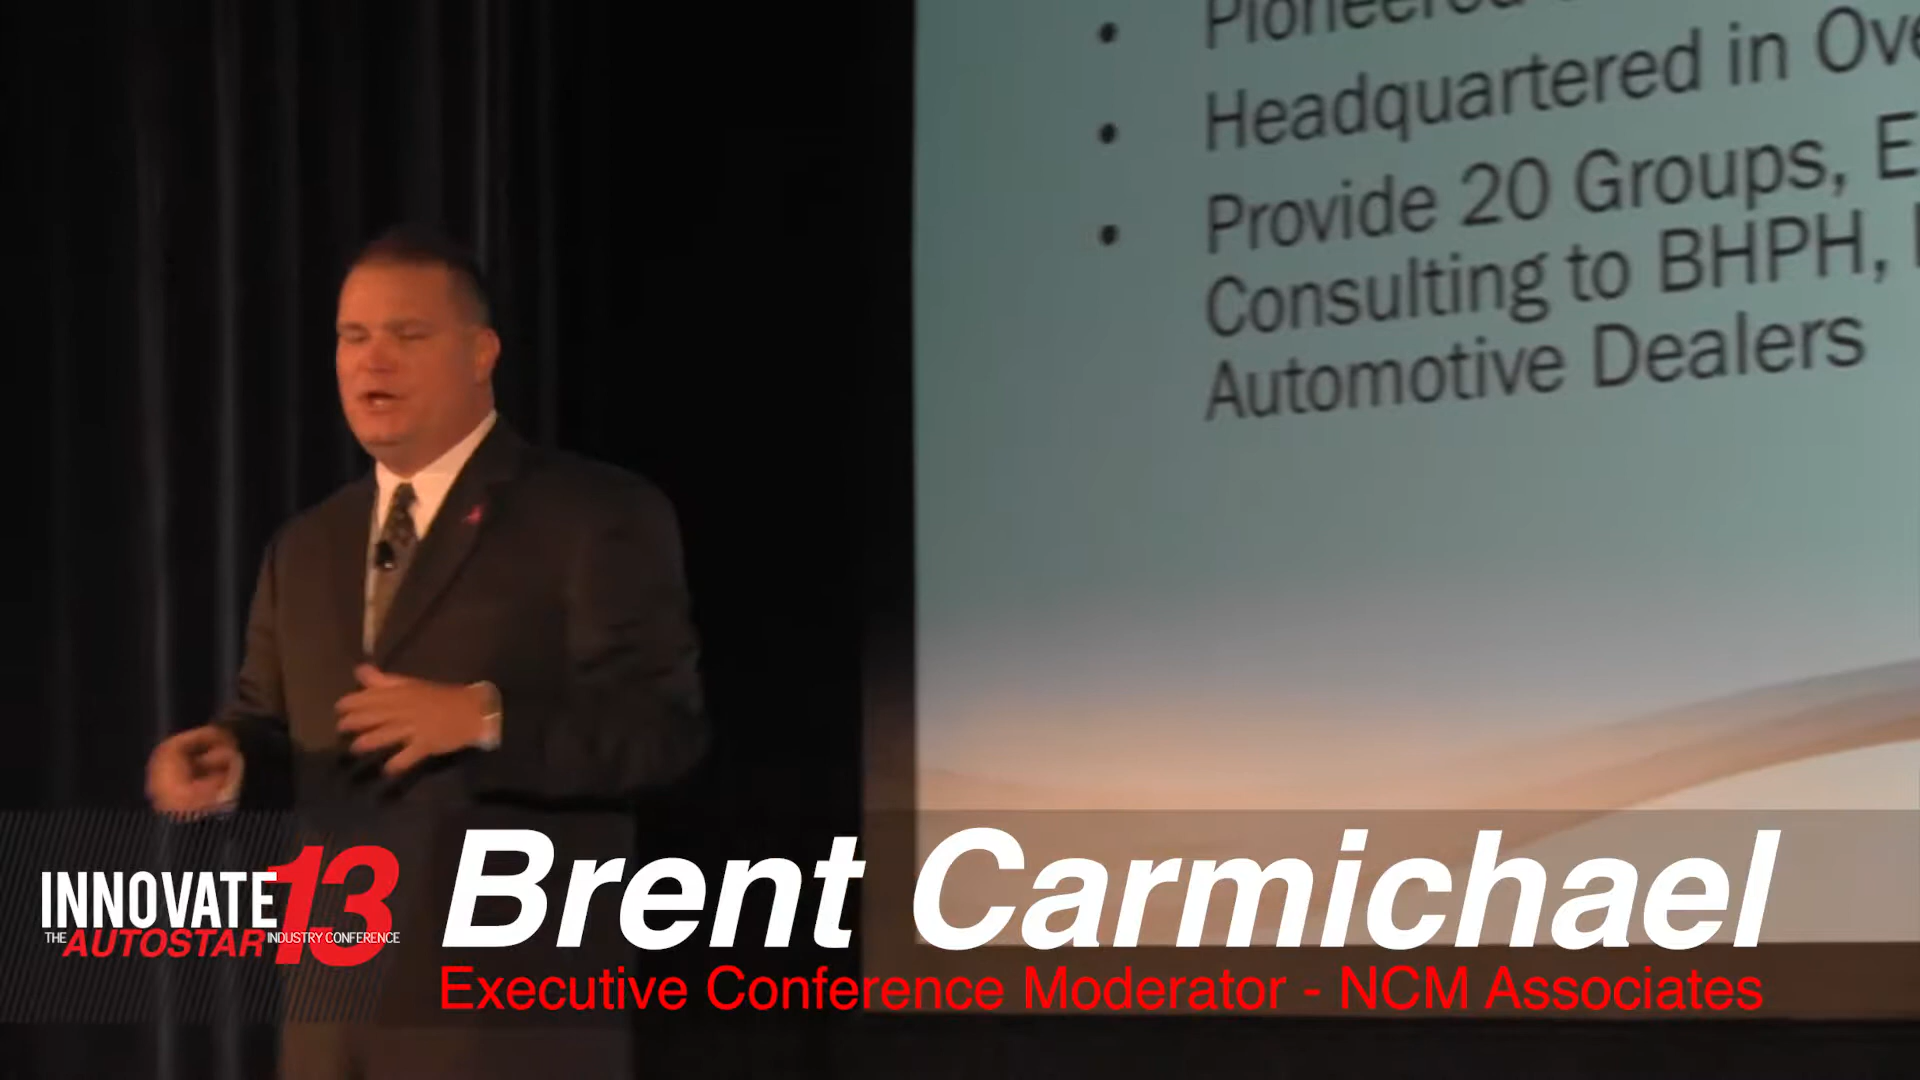 Pioneered
Headquartered in Ove
Provide 20 Groups, E
Consulting to BHPH,
Automotive Dealers
INNOVATE 13
THE AUTOSTAR INDUSTRY CONFERENCE
Brent Carmichael
Executive Conference Moderator - NCM Associates